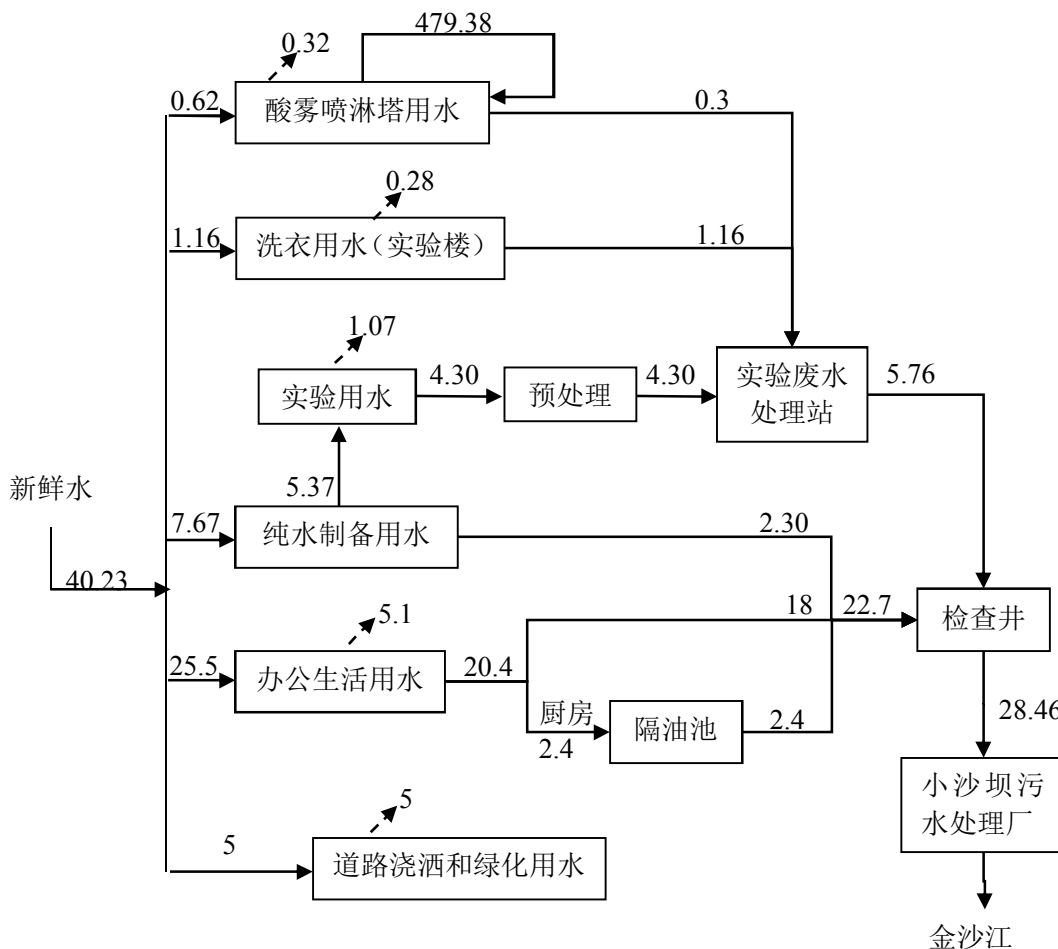 479.38
0.32
0.62
酸雾喷淋塔用水
0.3
0.28
1.16
洗衣用水（实验楼）
1.16
1.07
实验用水
4.30
预处理
4.30
实验废水
处理站
5.76
新鲜水
5.37
7.67
纯水制备用水
2.30
40.23
5.1
18
22.7
检查井
25.5
办公生活用水
20.4
厨房
2.4
隔油池
2.4
28.46
小沙坝污
水处理厂
5
5
道路浇洒和绿化用水
金沙江